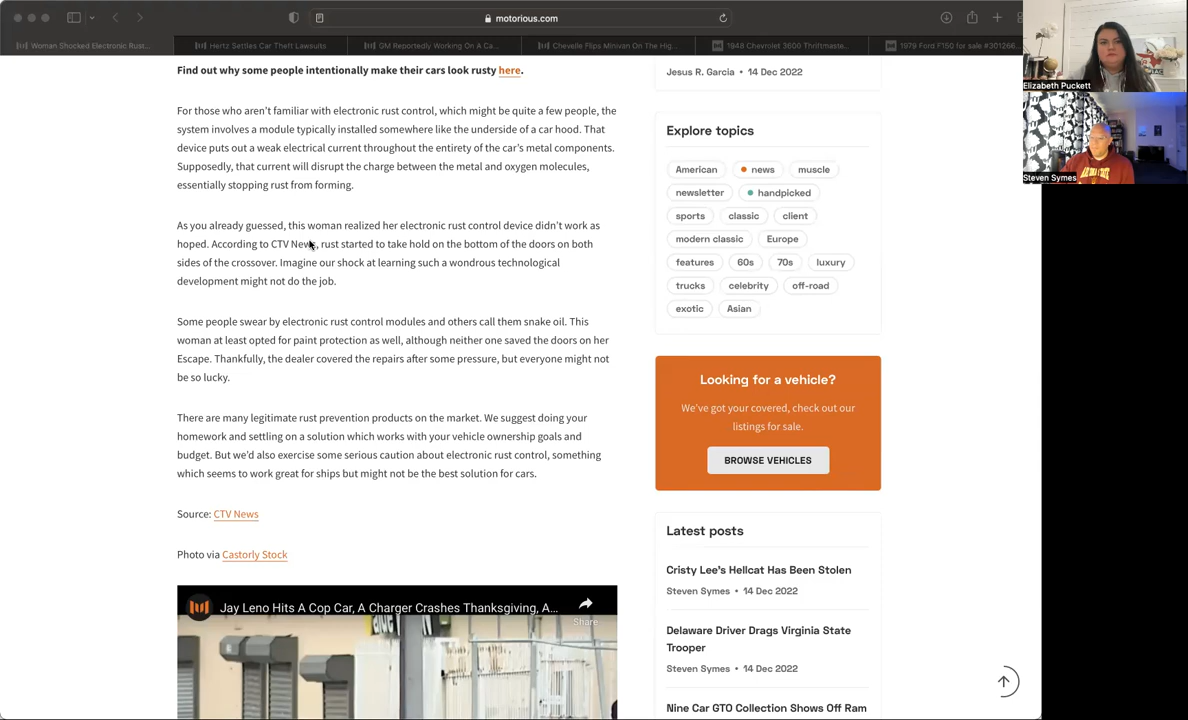 motorious.com
Woman Shocked Electronic Rust...
Hertz Settles Car Theft Lawsuits
GM Reportedly Working On A Ca...
Chevelle Flips Minivan On The Hig...
1948 Chevrolet 3600 Thriftmaste...
1979 Ford F150 for sale #301266...
Elizabeth Puckett
Steven Symes
Find out why some people intentionally make their cars look rusty here.
For those who aren't familiar with electronic rust control, which might be quite a few people, the
system involves a module typically installed somewhere like the underside of a car hood. That
device puts out a weak electrical current throughout the entirety of the car's metal components.
Supposedly, that current will disrupt the charge between the metal and oxygen molecules,
essentially stopping rust from forming.
As you already guessed, this woman realized her electronic rust control device didn't work as
hoped. According to CTV News, rust started to take hold on the bottom of the doors on both
sides of the crossover. Imagine our shock at learning such a wondrous technological
development might not do the job.
Some people swear by electronic rust control modules and others call them snake oil. This
woman at least opted for paint protection as well, although neither one saved the doors on her
Escape. Thankfully, the dealer covered the repairs after some pressure, but everyone might not
be so lucky.
There are many legitimate rust prevention products on the market. We suggest doing your
homework and settling on a solution which works with your vehicle ownership goals and
budget. But we'd also exercise some serious caution about electronic rust control, something
which seems to work great for ships but might not be the best solution for cars.
Source: CTV News
Photo via Castorly Stock
Jay Leno Hits A Cop Car, A Charger Crashes Thanksgiving, A...
Share
Jesus R. Garcia • 14 Dec 2022
Explore topics
American
news
muscle
newsletter
handpicked
sports
classic
client
modern classic
Europe
features
60s
70s
luxury
trucks
celebrity
off-road
exotic
Asian
Looking for a vehicle?
We've got your covered, check out our
listings for sale.
BROWSE VEHICLES
Latest posts
Cristy Lee's Hellcat Has Been Stolen
Steven Symes • 14 Dec 2022
Delaware Driver Drags Virginia State
Trooper
Steven Symes • 14 Dec 2022
Nine Car GTO Collection Shows Off Ram